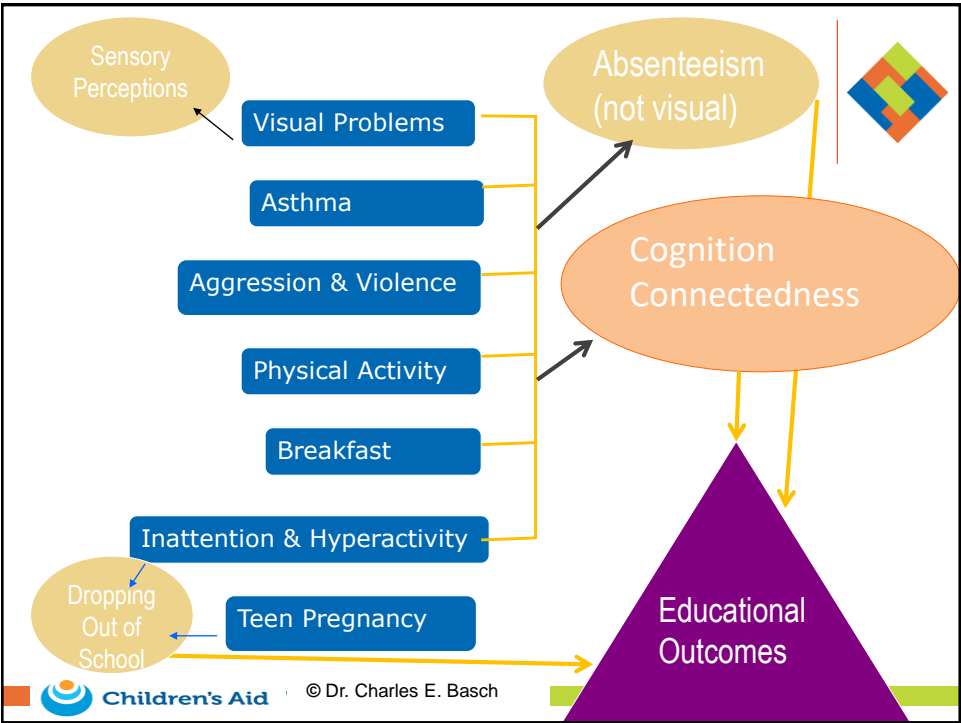 Sensory
Perceptions
Absenteeism
(not visual)
Visual Problems
Asthma
Aggression & Violence
Cognition
Connectedness
Physical Activity
Breakfast
Inattention & Hyperactivity
Dropping
Out of
School
Teen Pregnancy
Educational
Outcomes
Children's Aid
© Dr. Charles E. Basch